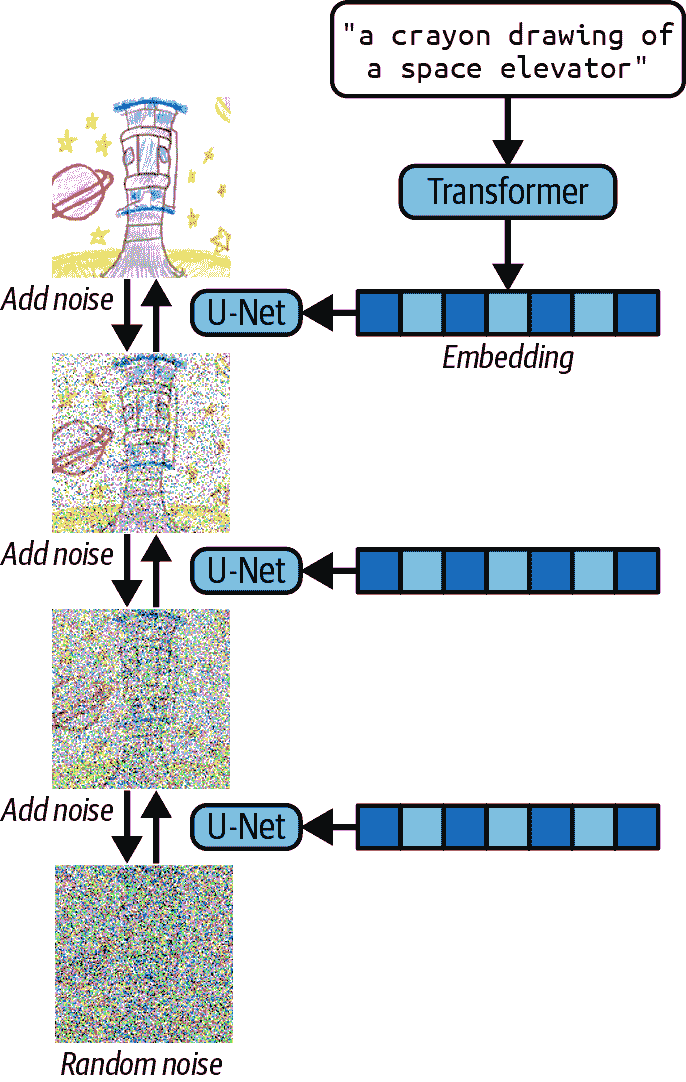 "a crayon drawing of
a space elevator"
Transformer
Add noise
U-Net
Embedding
Add noise
U-Net
Add noise
U-Net
Random noise